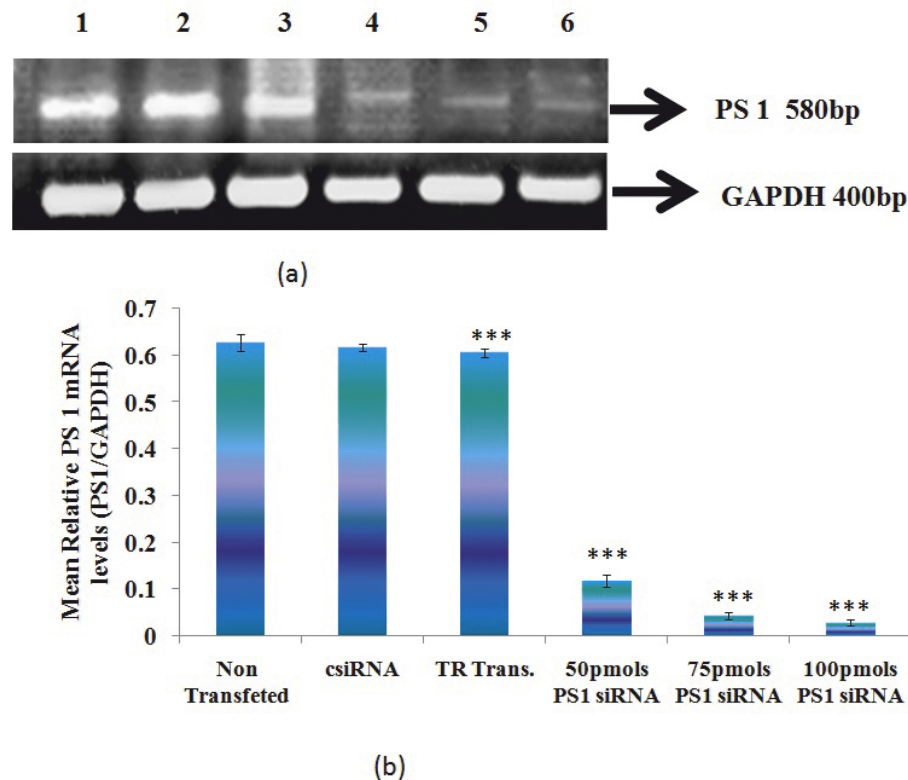 1 2 3 4 5 6
PS 1 580bp
GAPDH 400bp
(a)
Mean Relative PS 1 mRNA
levels (PS1/GAPDH)
0.7
0.6
0.5
0.4
0.3
0.2
0.1
0
***
***
***
***
Non
Transfeted
csiRNA
TR Trans.
50pmols
PS1 siRNA
75pmols
PS1 siRNA
100pmols
PS1 siRNA
(b)